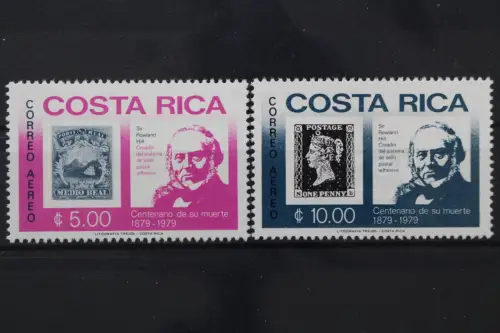 COSTA RICA
CORREO AEREO
Sir
Rowland
Hill
Creador
del sistema
de sello
postal
adhesivo
MEDIO REAL
₡ 5.00
Centenario de su muerte
1879-1979
LITOGRAFIA TREJOS - COSTA RICA
COSTA RICA
CORREO AEREO
POSTAGE
ONE PENNY
Sir
Rowland
Hill
Creador
del sistema
de sello
postal
adhesivo
₡ 10.00
Centenario de su muerte
1879-1979
LITOGRAFIA TREJOS - COSTA RICA